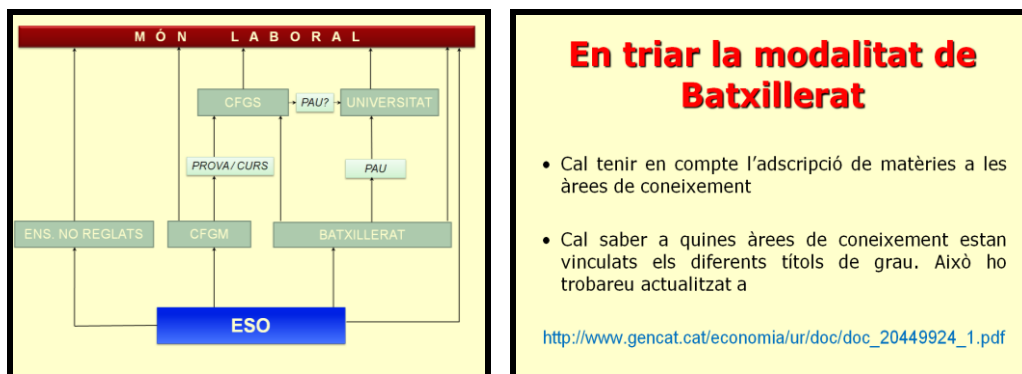 MÓN LABORAL
CFGS
PAU?
UNIVERSITAT
PROVA / CURS
PAU
ENS. NO REGLATS
CFGM
BATXILLERAT
ESO
En triar la modalitat de
Batxillerat
• Cal tenir en compte l’adscripció de matèries a les
àrees de coneixement
• Cal saber a quines àrees de coneixement estan
vinculats els diferents títols de grau. Això ho
trobareu actualitzat a
http://www.gencat.cat/economia/ur/doc/doc_20449924_1.pdf